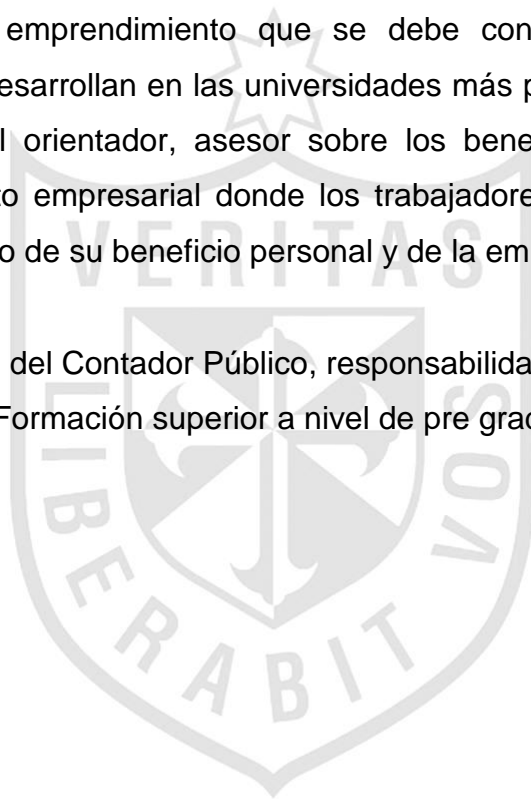 emprendimiento que se debe con
esarrollan en las universidades más p
l orientador, asesor sobre los bene
to empresarial donde los trabajadore
o de su beneficio personal y de la em
del Contador Público, responsabilida
Formación superior a nivel de pre grad
VERITAS
LIBERABIT
VOS